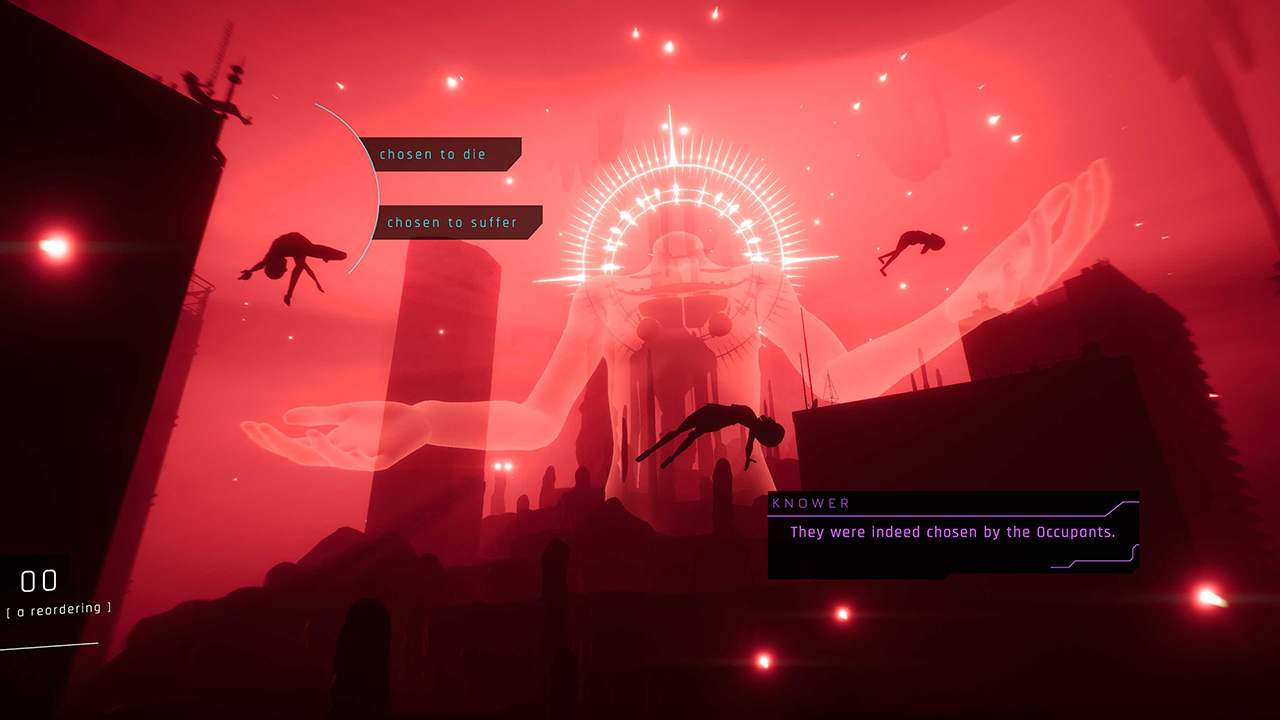 chosen to die
chosen to suffer
KNOWER
They were indeed chosen by the Occupants.
00
[ a reordering ]